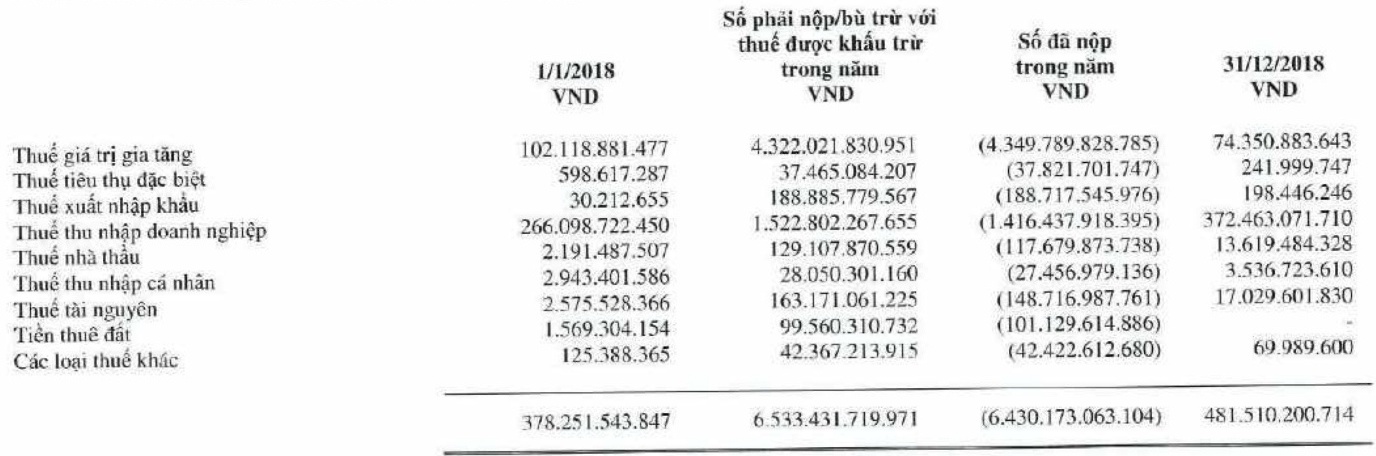 1/1/2018 VND Số phải nộp/bù trừ với thuế được khấu trừ trong năm VND Số đã nộp trong năm VND 31/12/2018 VND
Thuế giá trị gia tăng 102.118.881.477 4.322.021.830.951 (4.349.789.828.785) 74.350.883.643
Thuế tiêu thụ đặc biệt 598.617.287 37.465.084.207 (37.821.701.747) 241.999.747
Thuế xuất nhập khẩu 30.212.655 188.885.779.567 (188.717.545.976) 198.446.246
Thuế thu nhập doanh nghiệp 266.098.722.450 1.522.802.267.655 (1.416.437.918.395) 372.463.071.710
Thuế nhà thầu 2.191.487.507 129.107.870.559 (117.679.873.738) 13.619.484.328
Thuế thu nhập cá nhân 2.943.401.586 28.050.301.160 (27.456.979.136) 3.536.723.610
Thuế tài nguyên 2.575.528.366 163.171.061.225 (148.716.987.761) 17.029.601.830
Tiền thuê đất 1.569.304.154 99.560.310.732 (101.129.614.886) -
Các loại thuế khác 125.388.365 42.367.213.915 (42.422.612.680) 69.989.600
378.251.543.847 6.533.431.719.971 (6.430.173.063.104) 481.510.200.714